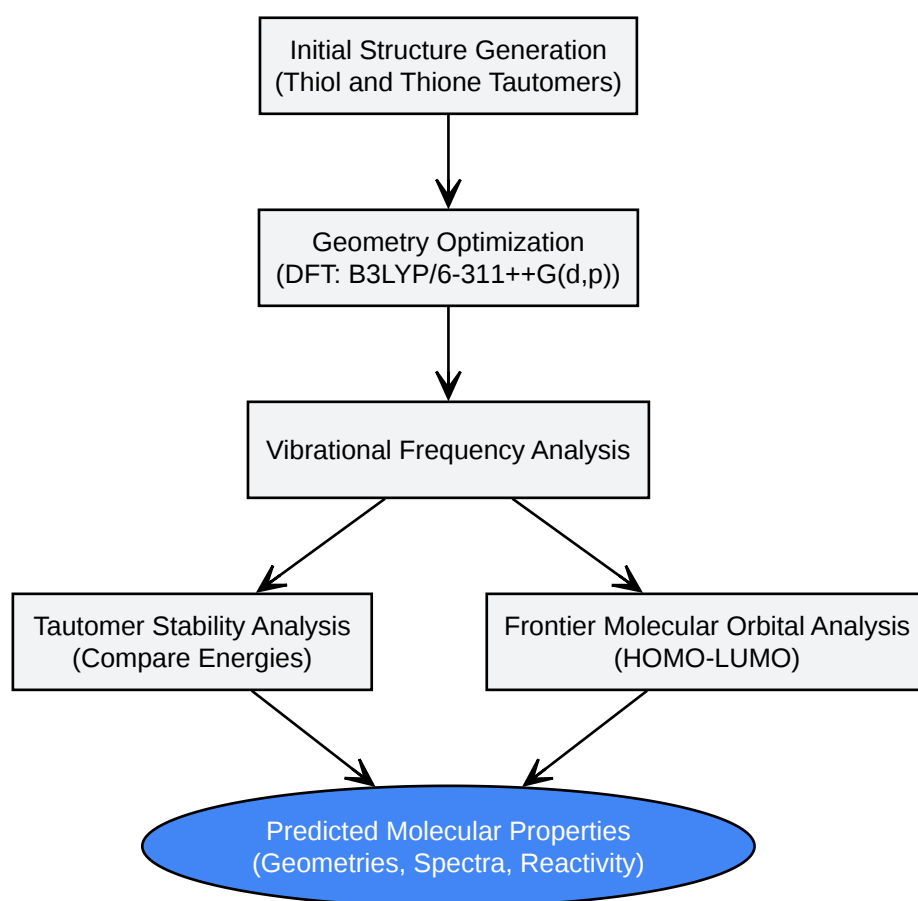 Initial Structure Generation
(Thiol and Thione Tautomers)
Geometry Optimization
(DFT: B3LYP/6-311++G(d,p))
Vibrational Frequency Analysis
Tautomer Stability Analysis
(Compare Energies)
Frontier Molecular Orbital Analysis
(HOMO-LUMO)
Predicted Molecular Properties
(Geometries, Spectra, Reactivity)